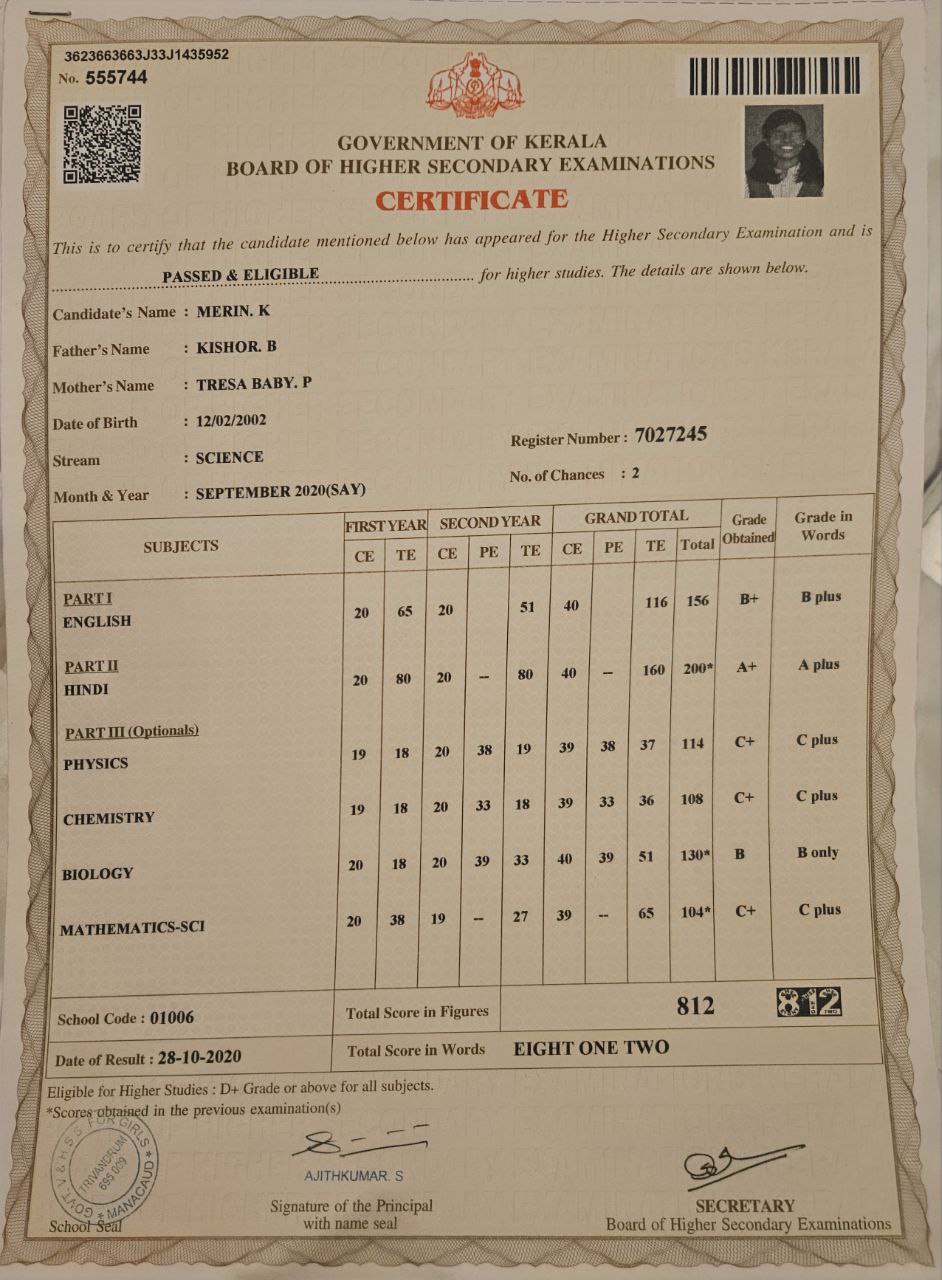 3623663663J33J1435952
No. 555744
GOVERNMENT OF KERALA
BOARD OF HIGHER SECONDARY EXAMINATIONS
CERTIFICATE
This is to certify that the candidate mentioned below has appeared for the Higher Secondary Examination and is
PASSED & ELIGIBLE for higher studies. The details are shown below.
Candidate's Name : MERIN. K
Father's Name : KISHOR. B
Mother's Name : TRESA BABY. P
Date of Birth : 12/02/2002
Register Number : 7027245
Stream : SCIENCE
No. of Chances : 2
Month & Year : SEPTEMBER 2020(SAY)
SUBJECTS FIRST YEAR SECOND YEAR GRAND TOTAL Grade Obtained Grade in Words
CE TE CE PE TE CE PE TE Total
PART I
ENGLISH 20 65 20 51 40 116 156 B+ B plus
PART II
HINDI 20 80 20 -- 80 40 -- 160 200* A+ A plus
PART III (Optionals)
PHYSICS 19 18 20 38 19 39 38 37 114 C+ C plus
CHEMISTRY 19 18 20 33 18 39 33 36 108 C+ C plus
BIOLOGY 20 18 20 39 33 40 39 51 130* B B only
MATHEMATICS-SCI 20 38 19 -- 27 39 -- 65 104* C+ C plus
School Code : 01006 Total Score in Figures 812 812
Date of Result : 28-10-2020 Total Score in Words EIGHT ONE TWO
Eligible for Higher Studies : D+ Grade or above for all subjects.
*Scores obtained in the previous examination(s)
GOVT. V & H S S FOR GIRLS * MANACAUD *
TRIVANDRUM
695 009
School Seal
AJITHKUMAR. S
Signature of the Principal
with name seal
SECRETARY
Board of Higher Secondary Examinations